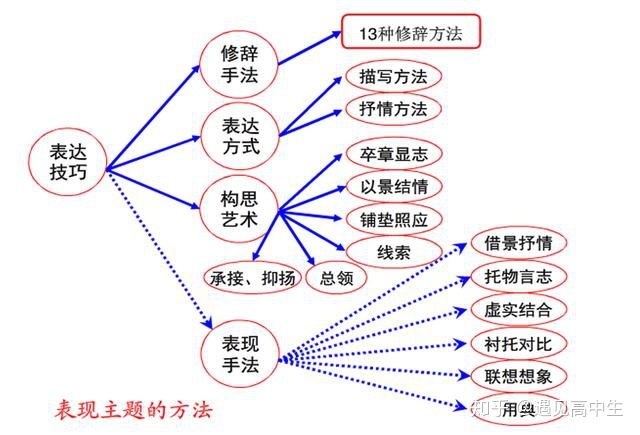 13种修辞方法
修辞
手法
描写方法
表达
方式
抒情方法
表达
技巧
卒章显志
构思
艺术
以景结情
铺垫照应
线索
承接、抑扬
总领
借景抒情
托物言志
虚实结合
表现
手法
衬托对比
联想想象
用典
表现主题的方法
知乎 @遇见高中生